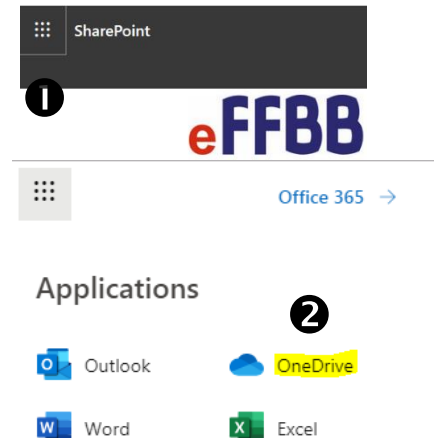 SharePoint
1
eFFBB
Office 365 →
Applications
2
Outlook OneDrive
Word Excel